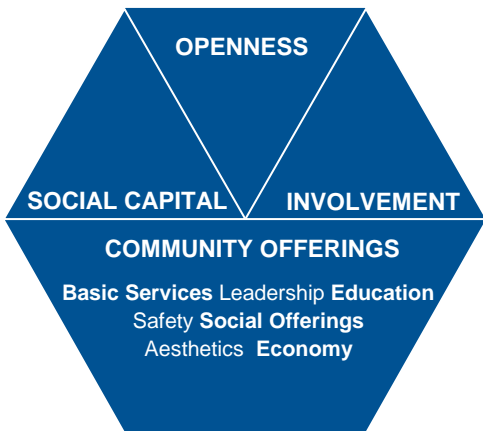 OPENNESS
SOCIAL CAPITAL
INVOLVEMENT
COMMUNITY OFFERINGS
Basic Services Leadership Education
Safety Social Offerings
Aesthetics Economy